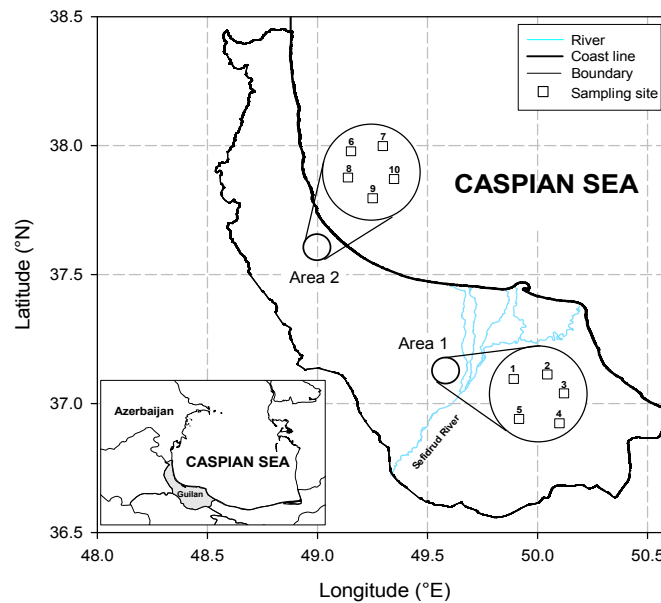 38.5
38.0
37.5
37.0
36.5
Latitude (°N)
River
Coast line
Boundary
Sampling site
6
7
8
10
9
CASPIAN SEA
Area 2
Area 1
1
2
3
5
4
Sefidrud River
Azerbaijan
CASPIAN SEA
Guilan
48.0
48.5
49.0
49.5
50.0
50.5
Longitude (°E)